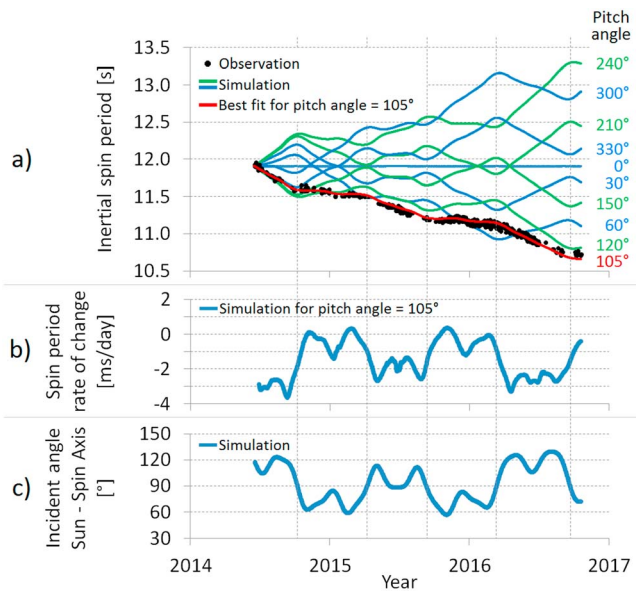 Pitch
angle
a)
Inertial spin period [s]
13.5
13.0
12.5
12.0
11.5
11.0
10.5
Observation
Simulation
Best fit for pitch angle = 105°
240°
300°
210°
330°
0°
30°
150°
60°
120°
105°
b)
Spin period
rate of change
[ms/day]
2
0
-2
-4
Simulation for pitch angle = 105°
c)
Incident angle
Sun - Spin Axis
[°]
150
120
90
60
30
Simulation
2014
2015
2016
2017
Year